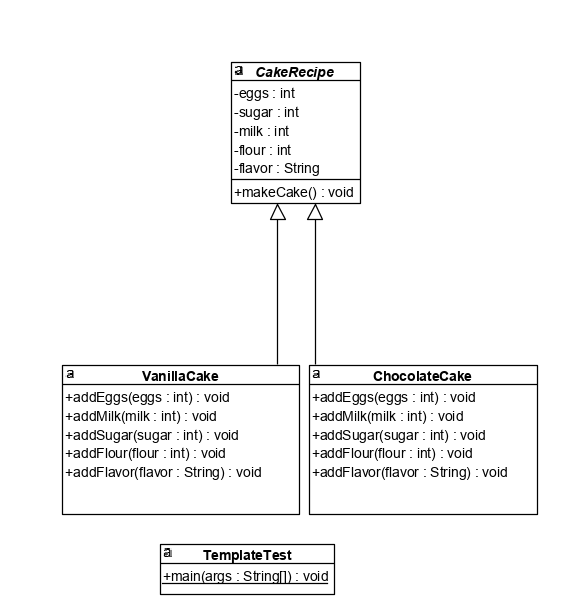 a
CakeRecipe
-eggs : int
-sugar : int
-milk : int
-flour : int
-flavor : String
+makeCake() : void
a
VanillaCake
+addEggs(eggs : int) : void
+addMilk(milk : int) : void
+addSugar(sugar : int) : void
+addFlour(flour : int) : void
+addFlavor(flavor : String) : void
a
ChocolateCake
+addEggs(eggs : int) : void
+addMilk(milk : int) : void
+addSugar(sugar : int) : void
+addFlour(flour : int) : void
+addFlavor(flavor : String) : void
a
TemplateTest
+main(args : String[]) : void